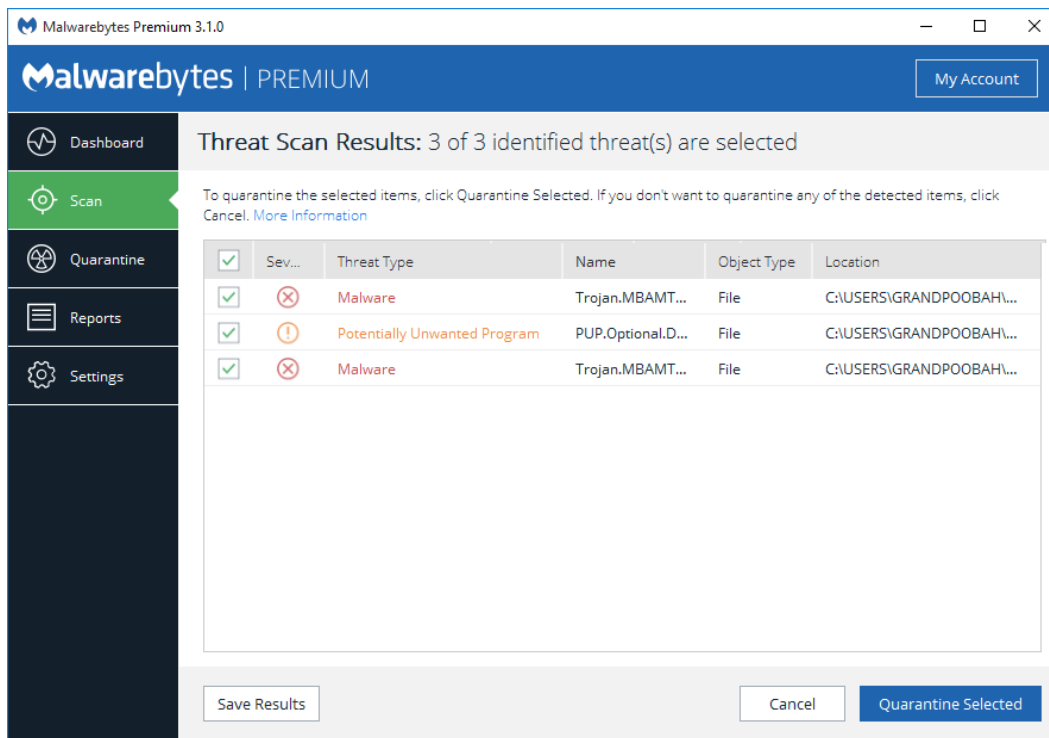 Malwarebytes Premium 3.1.0
Malwarebytes | PREMIUM
My Account
Dashboard
Scan
Quarantine
Reports
Settings
Threat Scan Results: 3 of 3 identified threat(s) are selected
To quarantine the selected items, click Quarantine Selected. If you don't want to quarantine any of the detected items, click
Cancel. More Information
Sev... Threat Type Name Object Type Location
Malware Trojan.MBAMT... File C:\USERS\GRANDPOOBAH\...
Potentially Unwanted Program PUP.Optional.D... File C:\USERS\GRANDPOOBAH\...
Malware Trojan.MBAMT... File C:\USERS\GRANDPOOBAH\...
Save Results
Cancel
Quarantine Selected